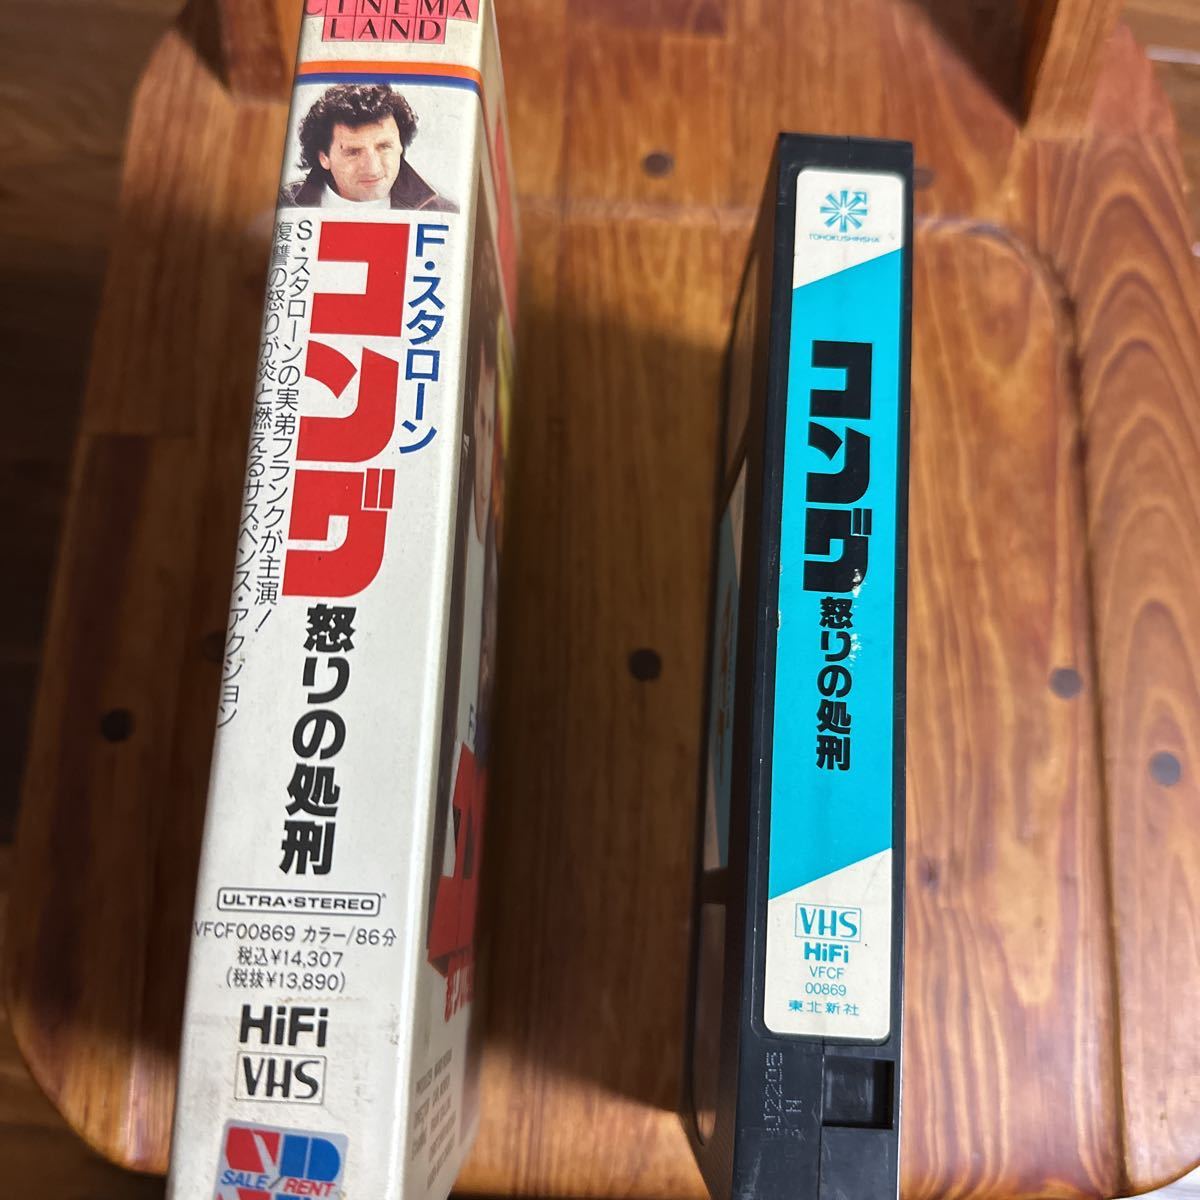 CINEMA
LAND
F・スタローン
コング
怒りの処刑
S・スタローンの実弟フランクが主演!
復讐の怒りが炎と燃えるサスペンス・アクション
ULTRA★STEREO
VFCF00869 カラー/86分
税込¥14,307
(税抜¥13,890)
HiFi
VHS
SALE/RENT
TOHOKUSHINSHA
コング
怒りの処刑
VHS
HiFi
VFCF
00869
東北新社